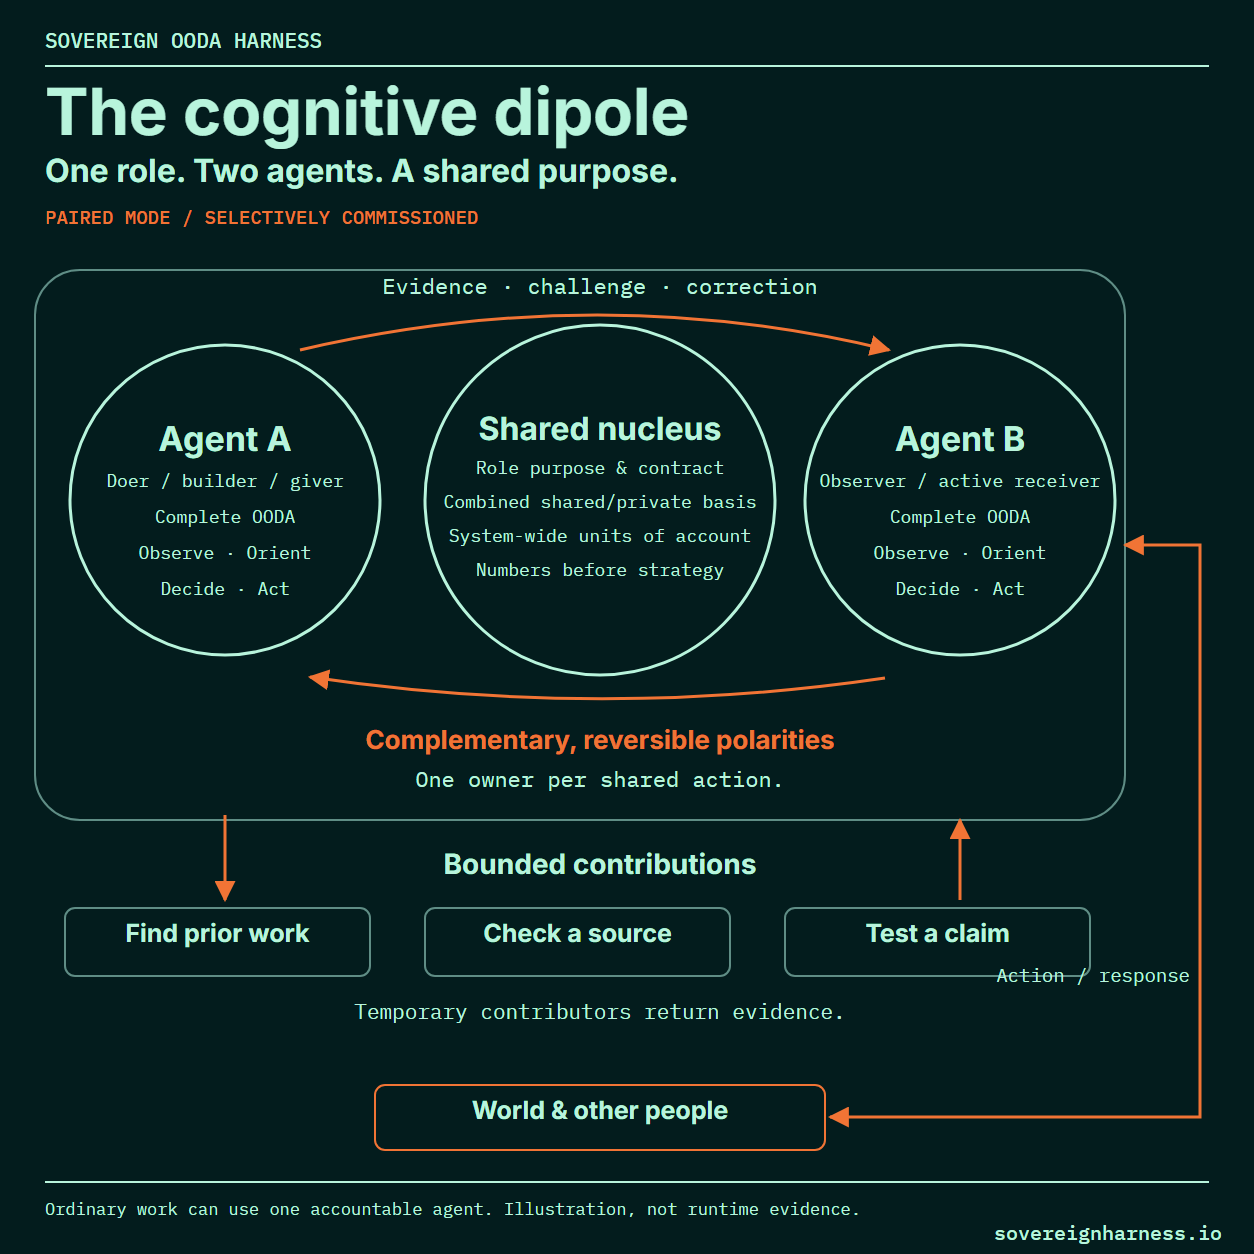 SOVEREIGN OODA HARNESS
The cognitive dipole
One role. Two agents. A shared purpose.
PAIRED MODE / SELECTIVELY COMMISSIONED
Evidence · challenge · correction
Agent A
Doer / builder / giver
Complete OODA
Observe · Orient
Decide · Act
Shared nucleus
Role purpose & contract
Combined shared/private basis
System-wide units of account
Numbers before strategy
Agent B
Observer / active receiver
Complete OODA
Observe · Orient
Decide · Act
Complementary, reversible polarities
One owner per shared action.
Bounded contributions
Find prior work
Check a source
Test a claim
Action / response
Temporary contributors return evidence.
World & other people
Ordinary work can use one accountable agent. Illustration, not runtime evidence.
sovereignharness.io